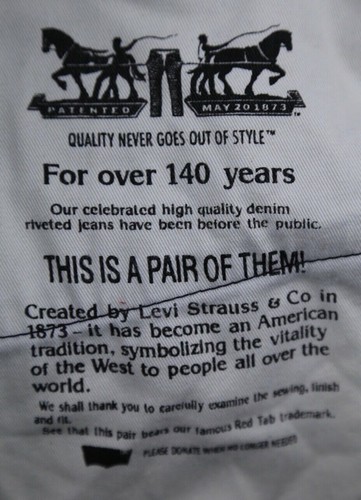 PATENTED MAY 20 1873
QUALITY NEVER GOES OUT OF STYLE™
For over 140 years
Our celebrated high quality denim
riveted jeans have been before the public.
THIS IS A PAIR OF THEM!
Created by Levi Strauss & Co in
1873 - it has become an American
tradition, symbolizing the vitality
of the West to people all over the
world.
We shall thank you to carefully examine the sewing, finish
and fit.
See that this pair bears our famous Red Tab trademark.
PLEASE DONATE WHEN NO LONGER NEEDED